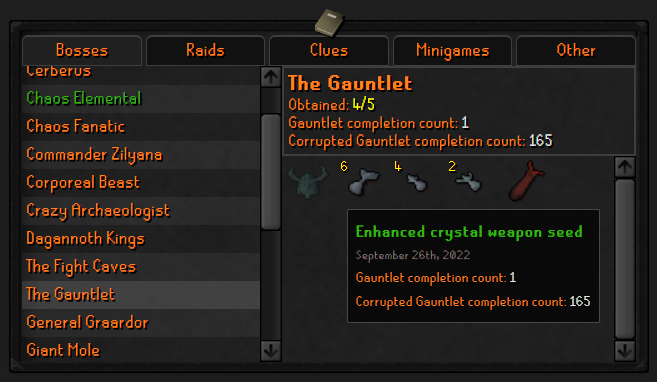 Bosses
Raids
Clues
Minigames
Other
Cerberus
Chaos Elemental
Chaos Fanatic
Commander Zilyana
Corporeal Beast
Crazy Archaeologist
Dagannoth Kings
The Fight Caves
The Gauntlet
General Graardor
Giant Mole
The Gauntlet
Obtained: 4/5
Gauntlet completion count: 1
Corrupted Gauntlet completion count: 165
6
4
2
Enhanced crystal weapon seed
September 26th, 2022
Gauntlet completion count: 1
Corrupted Gauntlet completion count: 165